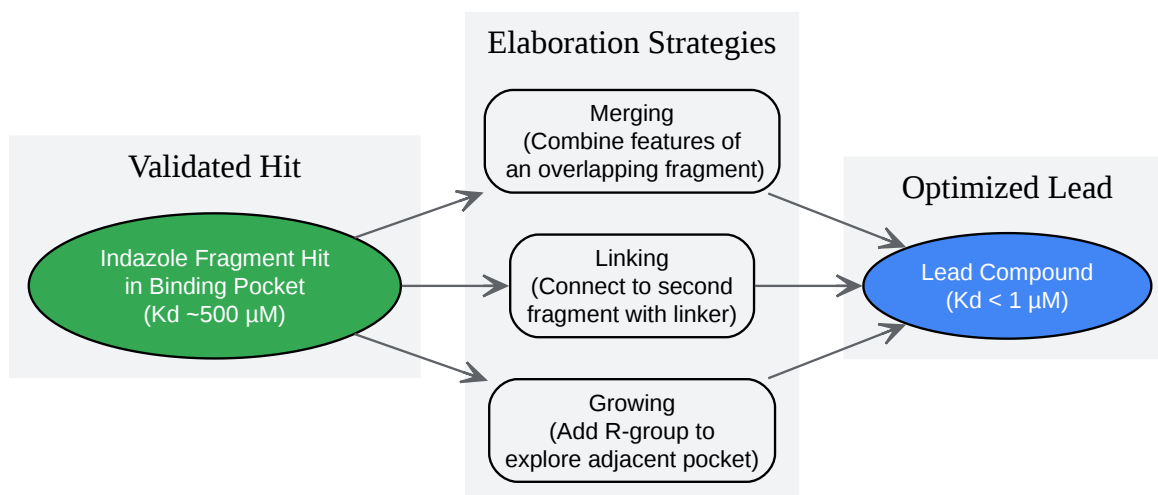 Validated Hit
Indazole Fragment Hit
in Binding Pocket
(Kd ~500 µM)
Elaboration Strategies
Merging
(Combine features of
an overlapping fragment)
Linking
(Connect to second
fragment with linker)
Growing
(Add R-group to
explore adjacent pocket)
Optimized Lead
Lead Compound
(Kd < 1 µM)